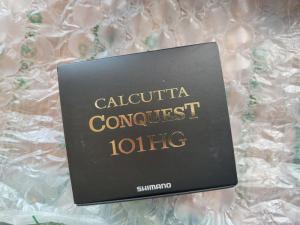 CALCUTTA
CONQUEST
101HG
SHIMANO